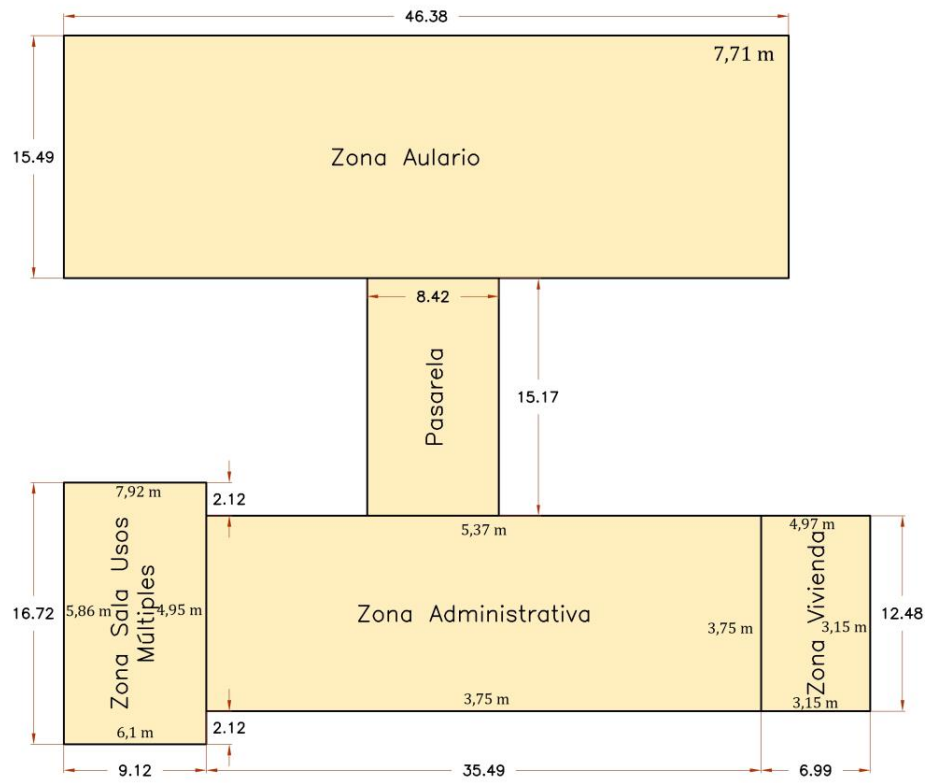 46.38
7,71 m
15.49
Zona Aulario
8.42
Pasarela
15.17
7,92 m
2.12
5,37 m
4,97 m
16.72
Zona Sala Usos
Múltiples
5,86 m
4,95 m
Zona Administrativa
3,75 m
Zona Vivienda
3,15 m
12.48
3,75 m
3,15 m
6,1 m
2.12
9.12
35.49
6.99